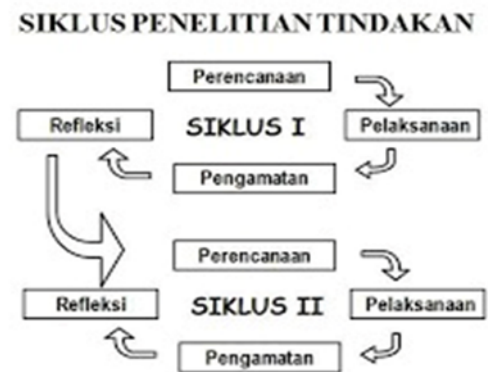 SIKLUS PENELITIAN TINDAKAN
Perencanaan
Refleksi
SIKLUS I
Pelaksanaan
Pengamatan
Perencanaan
Refleksi
SIKLUS II
Pelaksanaan
Pengamatan